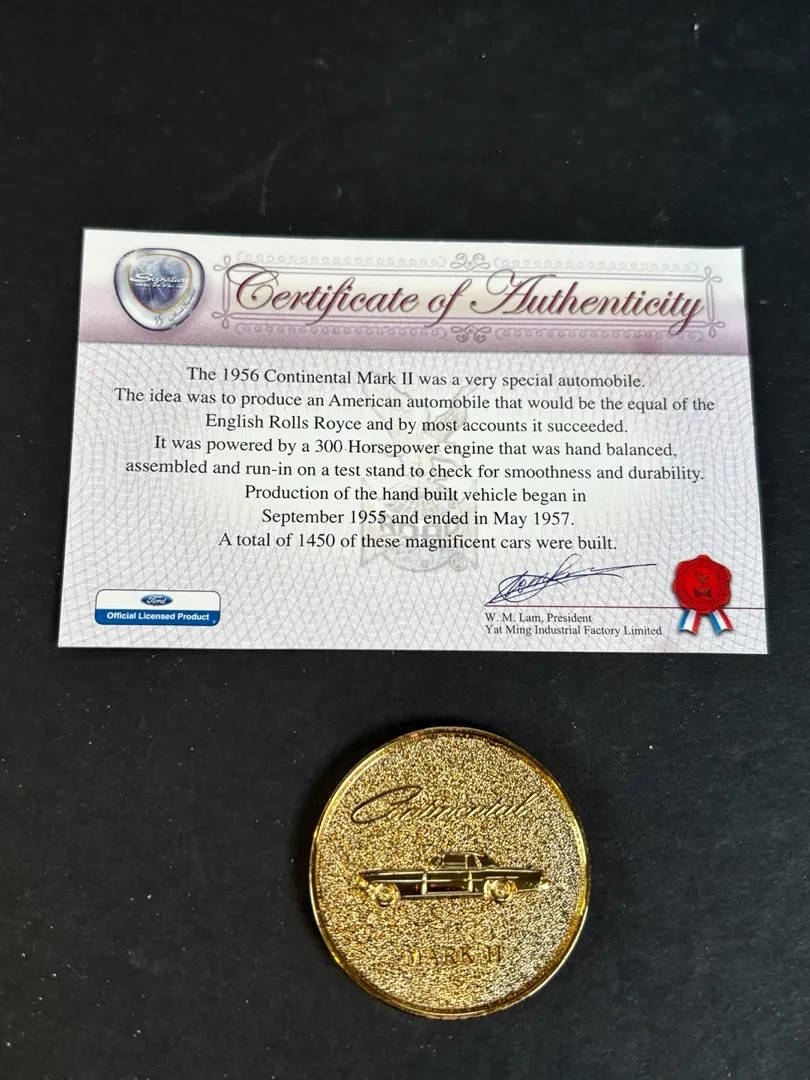 Signature
Certificate of Authenticity
The 1956 Continental Mark II was a very special automobile.
The idea was to produce an American automobile that would be the equal of the
English Rolls Royce and by most accounts it succeeded.
It was powered by a 300 Horsepower engine that was hand balanced,
assembled and run-in on a test stand to check for smoothness and durability.
Production of the hand built vehicle began in
September 1955 and ended in May 1957.
A total of 1450 of these magnificent cars were built.
Ford
Official Licensed Product
W. M. Lam, President
Yat Ming Industrial Factory Limited
Continental
MARK II